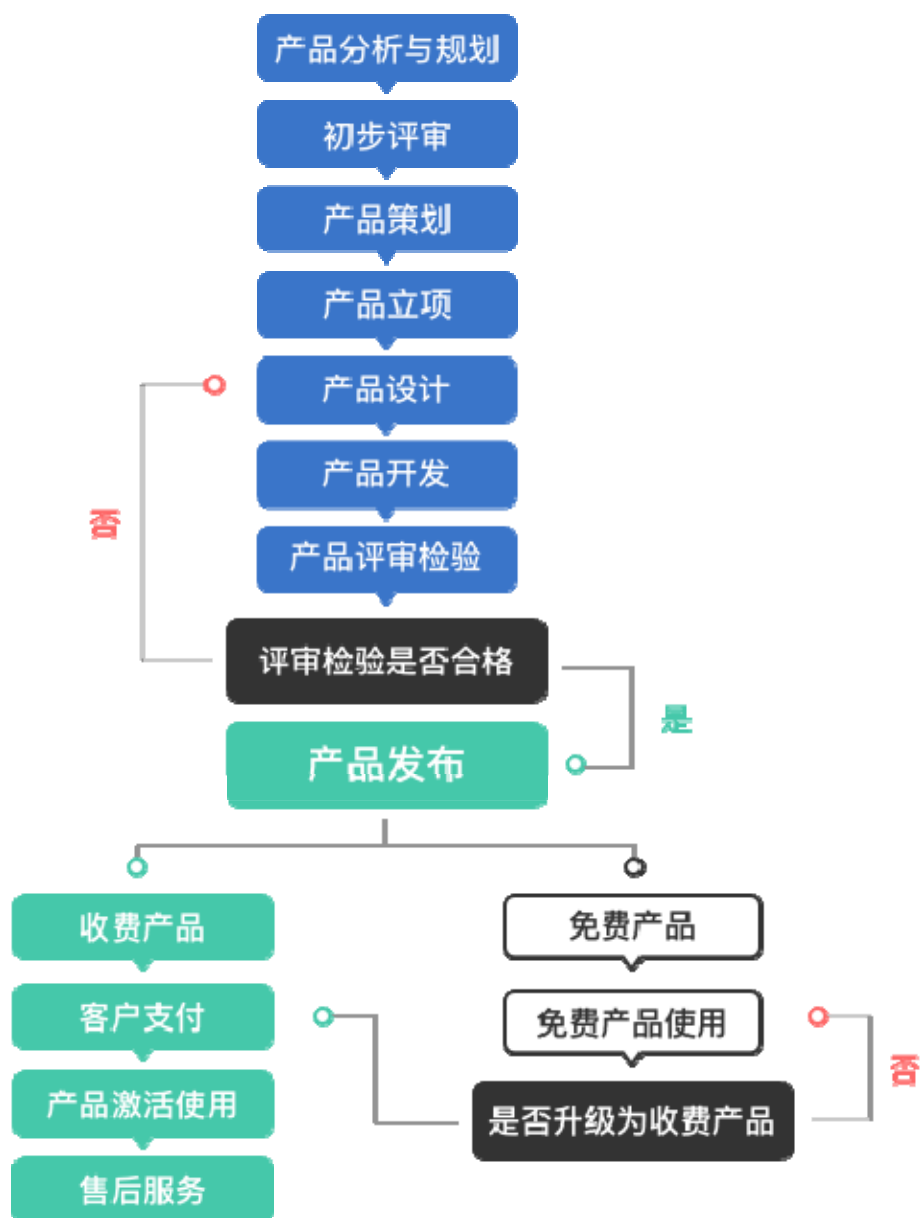 产品分析与规划
初步评审
产品策划
产品立项
产品设计
产品开发
否
产品评审检验
评审检验是否合格
是
产品发布
收费产品
免费产品
客户支付
免费产品使用
否
产品激活使用
是否升级为收费产品
售后服务